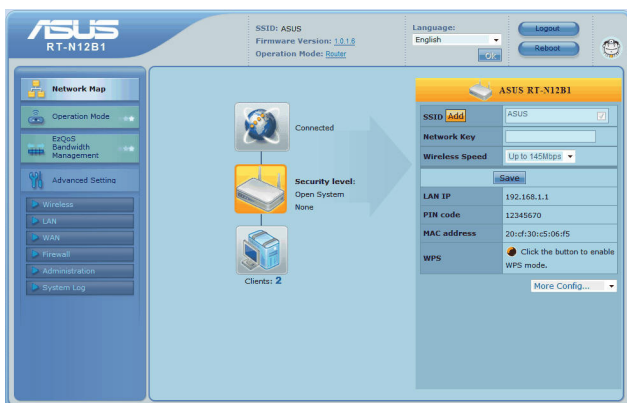 ASUS
RT-N12B1
SSID: ASUS
Firmware Version: 1.0.1.6
Operation Mode: Router
Language:
English
Logout
Reboot
Network Map
Operation Mode
EzQoS
Bandwidth
Management
Advanced Setting
Wireless
LAN
WAN
Firewall
Administration
System Log
Connected
Security level:
Open System
None
Clients: 2
ASUS RT-N12B1
SSID Add ASUS
Network Key
Wireless Speed Up to 145Mbps
Save
LAN IP 192.168.1.1
PIN code 12345670
MAC address 20:cf:30:c5:06:f5
WPS Click the button to enable
WPS mode.
More Config...